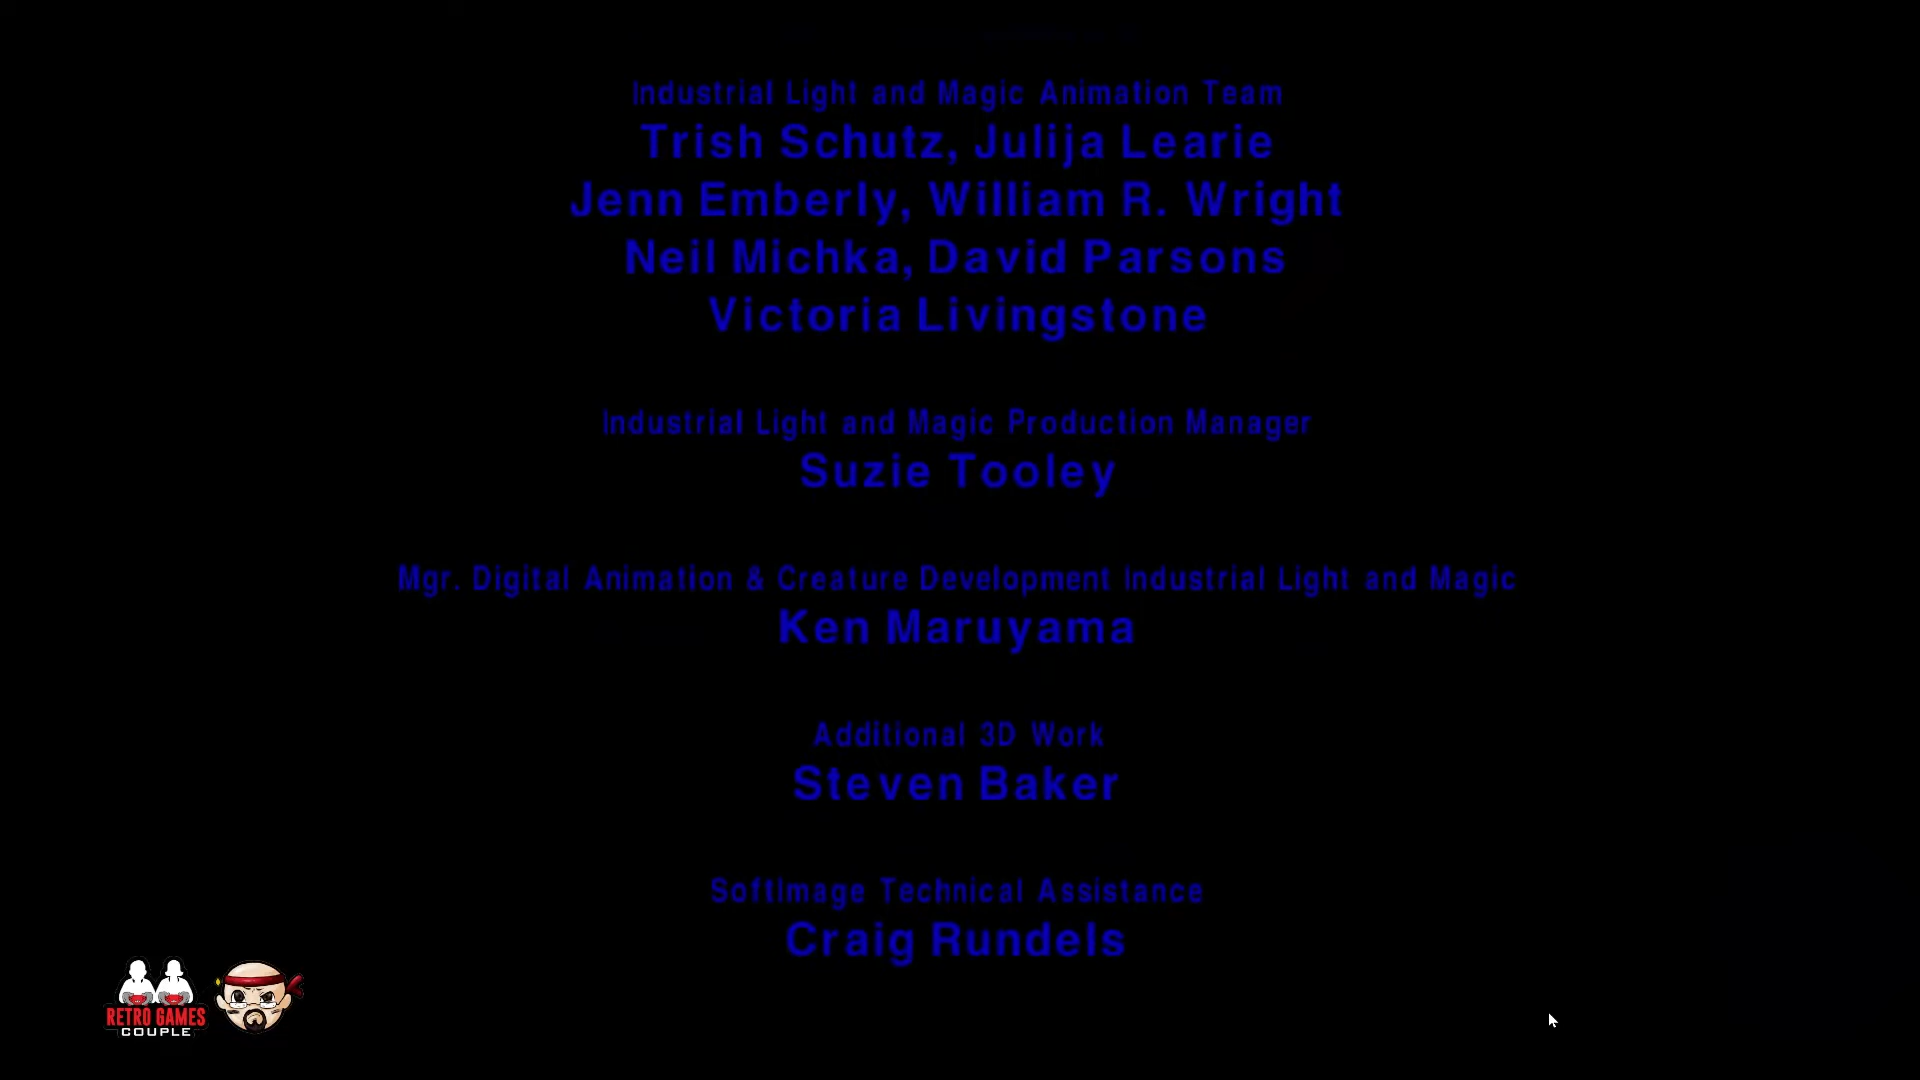 Industrial Light and Magic Animation Team
Trish Schutz, Julija Learie
Jenn Emberly, William R. Wright
Neil Michka, David Parsons
Victoria Livingstone
Industrial Light and Magic Production Manager
Suzie Tooley
Mgr. Digital Animation & Creature Development Industrial Light and Magic
Ken Maruyama
Additional 3D Work
Steven Baker
SoftImage Technical Assistance
Craig Rundels
RETRO GAMES
COUPLE